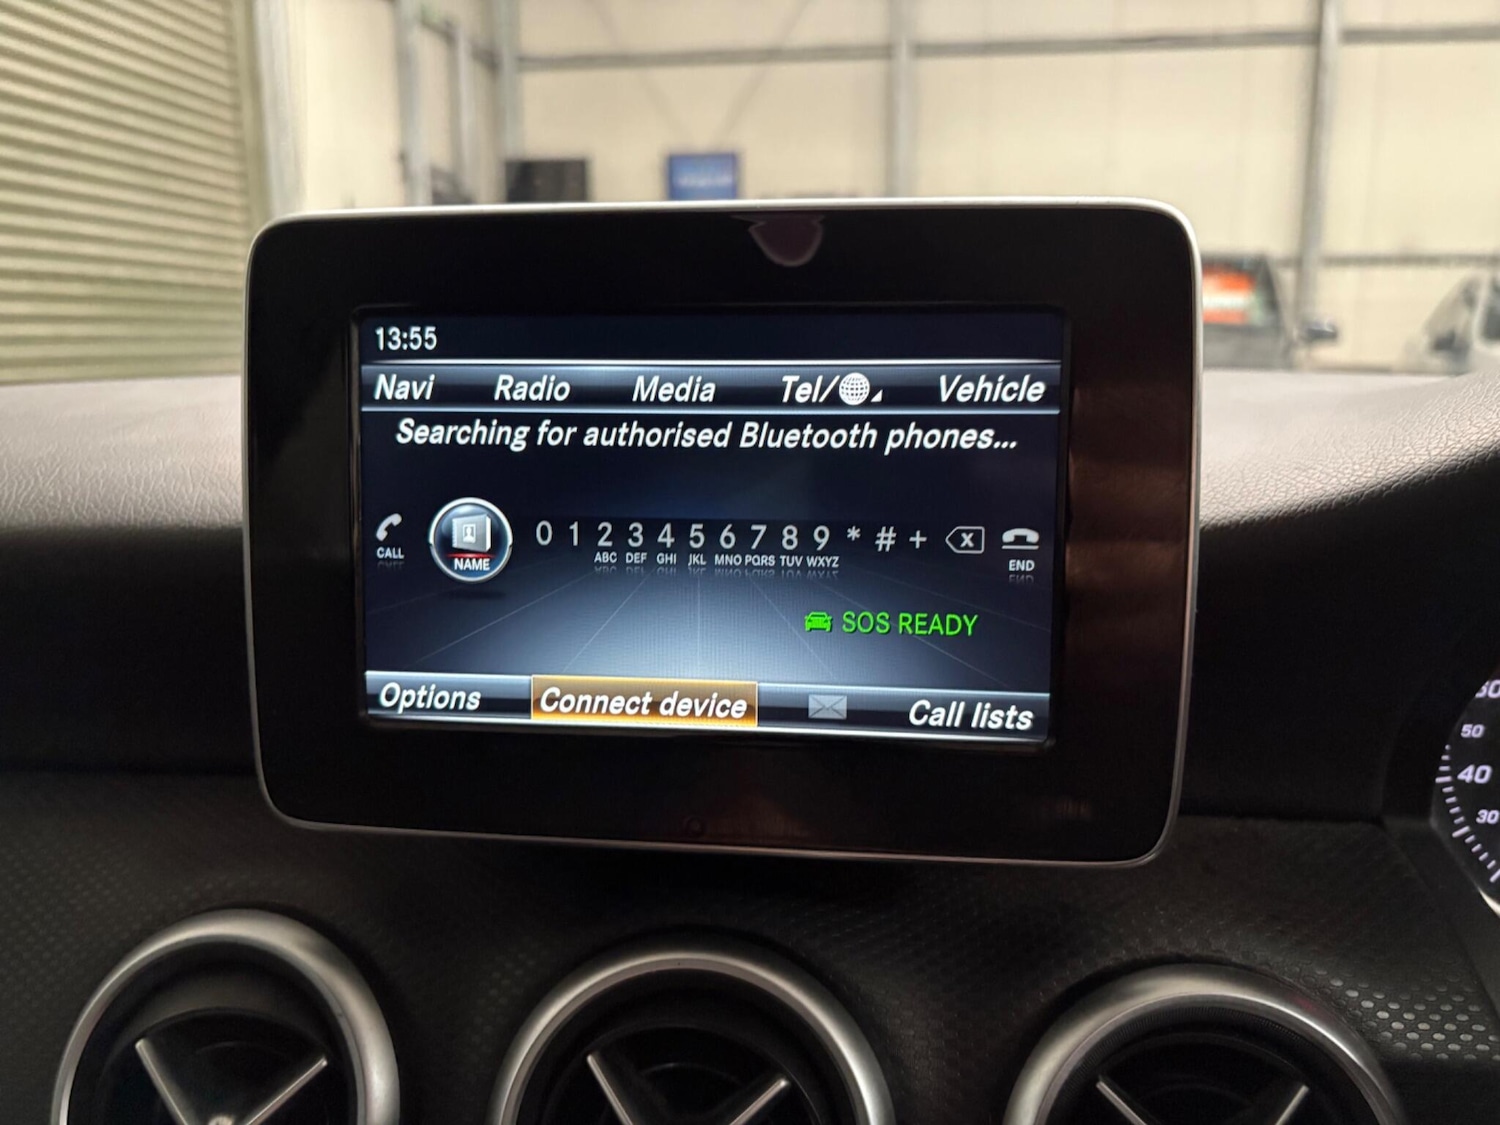 13:55
Navi Radio Media Tel/ Vehicle
Searching for authorised Bluetooth phones...
CALL NAME 0 1 2 3 4 5 6 7 8 9 * # + X END
ABC DEF GHI JKL MNO PQRS TUV WXYZ
SOS READY
Options Connect device Call lists
50
40
30